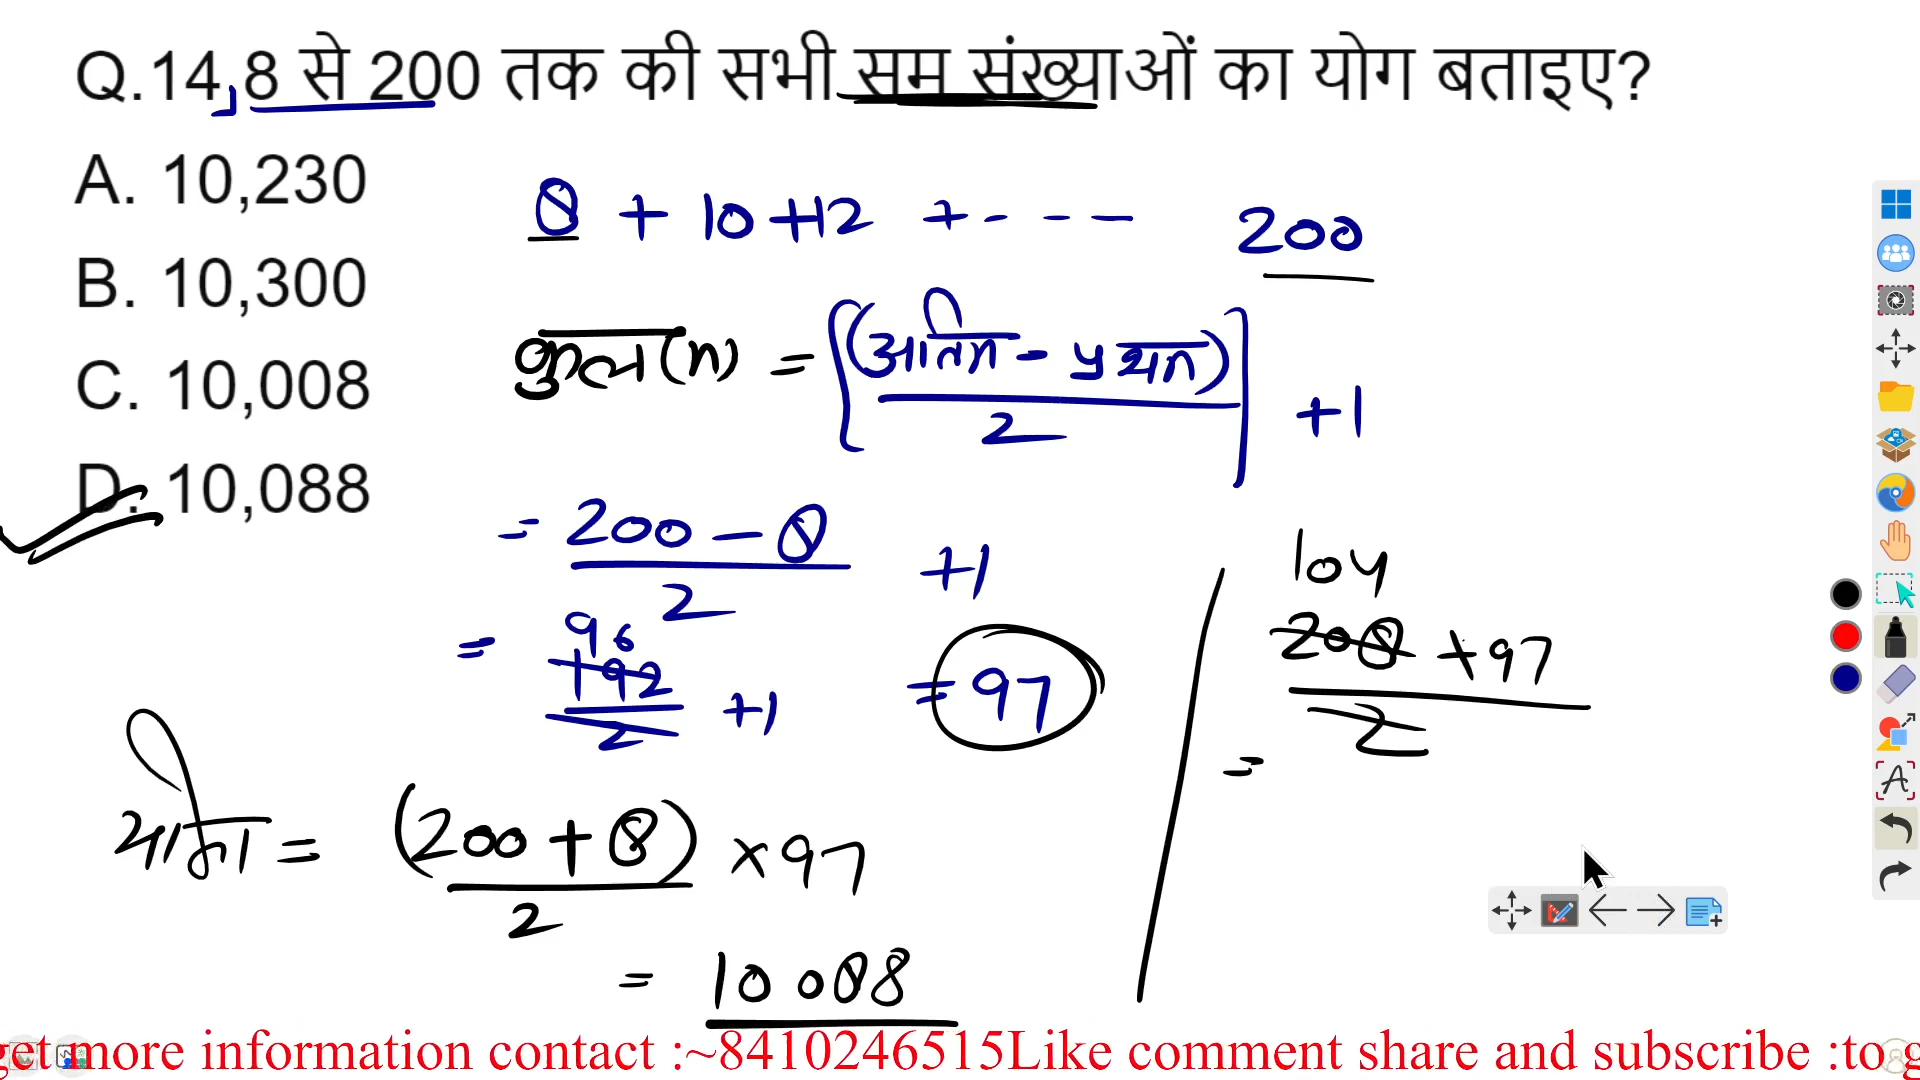 Q.14, 8 से 200 तक की सभी सम संख्याओं का योग बताइए?
A. 10,230
B. 10,300
C. 10,008
D. 10,088
8 + 10 + 12 + - - - 200
कुल (n) = [(अंतिम - प्रथम) / 2] + 1
= 200 - 8 / 2 + 1
= 96 192 / 2 + 1 = 97
104
208 + 97 / 2
=
= (200 + 8) / 2 × 97
= 10 088
get more information contact :~8410246515Like comment share and subscribe :to g